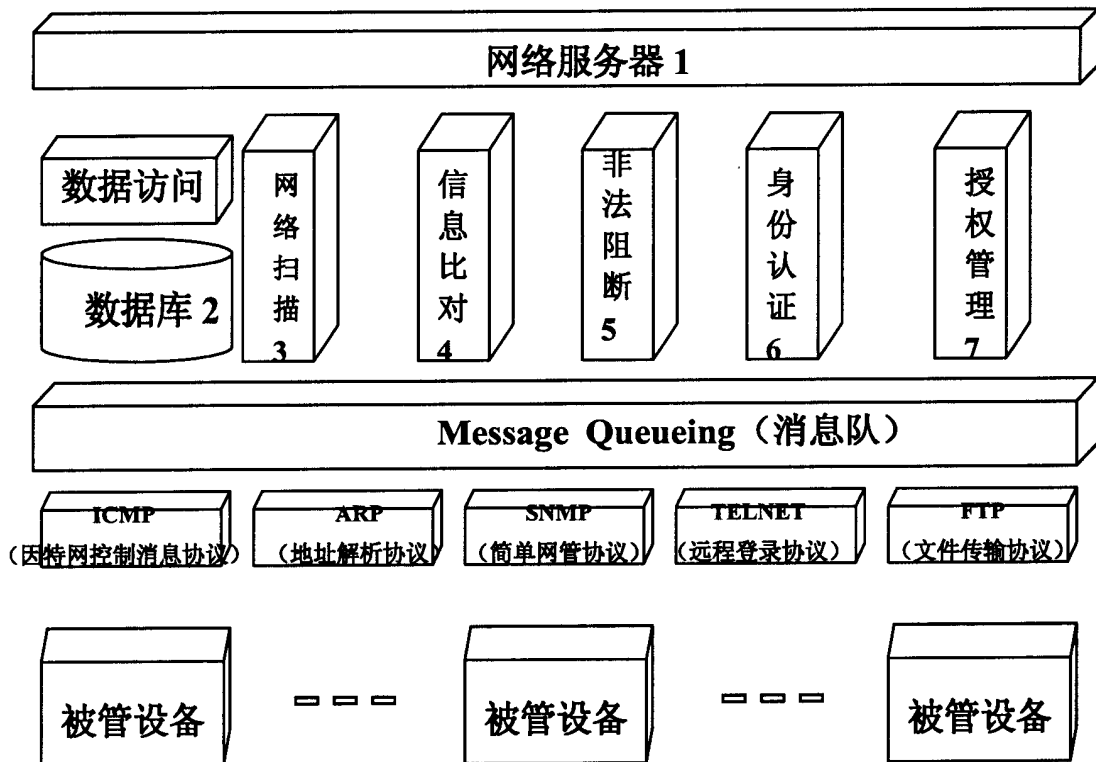 网络服务器 1
数据访问
数据库 2
网络扫描 3
信息比对 4
非法阻断 5
身份认证 6
授权管理 7
Message Queueing（消息队）
ICMP
（因特网控制消息协议）
ARP
（地址解析协议）
SNMP
（简单网管协议）
TELNET
（远程登录协议）
FTP
（文件传输协议）
被管设备
被管设备
被管设备